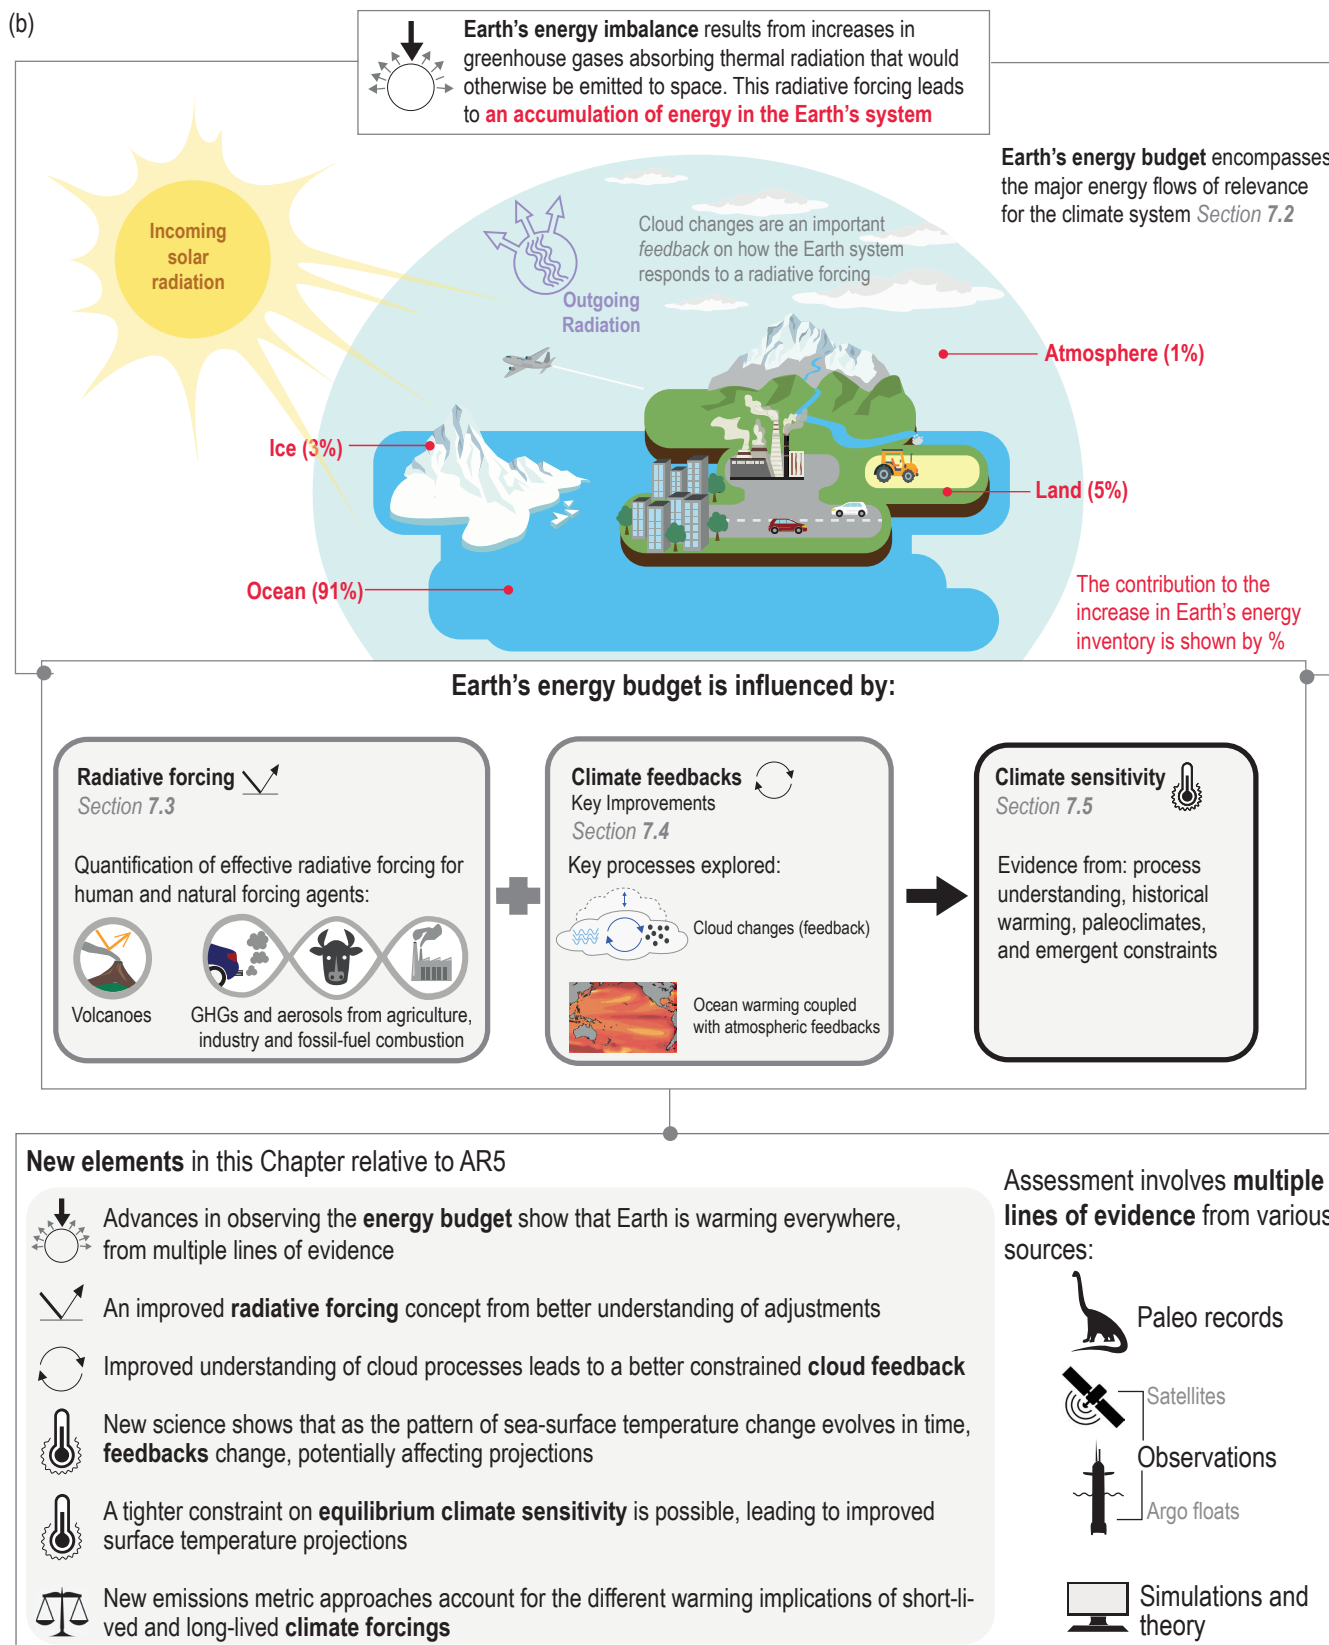 (b)
Earth's energy imbalance results from increases in
greenhouse gases absorbing thermal radiation that would
otherwise be emitted to space. This radiative forcing leads
to an accumulation of energy in the Earth's system
Earth's energy budget encompasses
the major energy flows of relevance
for the climate system Section 7.2
Incoming
solar
radiation
Cloud changes are an important
feedback on how the Earth system
responds to a radiative forcing
Outgoing
Radiation
Atmosphere (1%)
Ice (3%)
Land (5%)
Ocean (91%)
The contribution to the
increase in Earth's energy
inventory is shown by %
Earth's energy budget is influenced by:
Radiative forcing
Section 7.3
Quantification of effective radiative forcing for
human and natural forcing agents:
Volcanoes
GHGs and aerosols from agriculture,
industry and fossil-fuel combustion
Climate feedbacks
Key Improvements
Section 7.4
Key processes explored:
Cloud changes (feedback)
Ocean warming coupled
with atmospheric feedbacks
Climate sensitivity
Section 7.5
Evidence from: process
understanding, historical
warming, paleoclimates,
and emergent constraints
New elements in this Chapter relative to AR5
Advances in observing the energy budget show that Earth is warming everywhere,
from multiple lines of evidence
An improved radiative forcing concept from better understanding of adjustments
Improved understanding of cloud processes leads to a better constrained cloud feedback
New science shows that as the pattern of sea-surface temperature change evolves in time,
feedbacks change, potentially affecting projections
A tighter constraint on equilibrium climate sensitivity is possible, leading to improved
surface temperature projections
New emissions metric approaches account for the different warming implications of short-li-
ved and long-lived climate forcings
Assessment involves multiple
lines of evidence from various
sources:
Paleo records
Satellites
Observations
Argo floats
Simulations and
theory